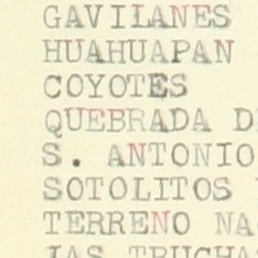 GAVILANES
HUAHUAPAN
COYOTES
QUEBRADA D
S. ANTONIO
SOTOLITOS
TERRENO NA